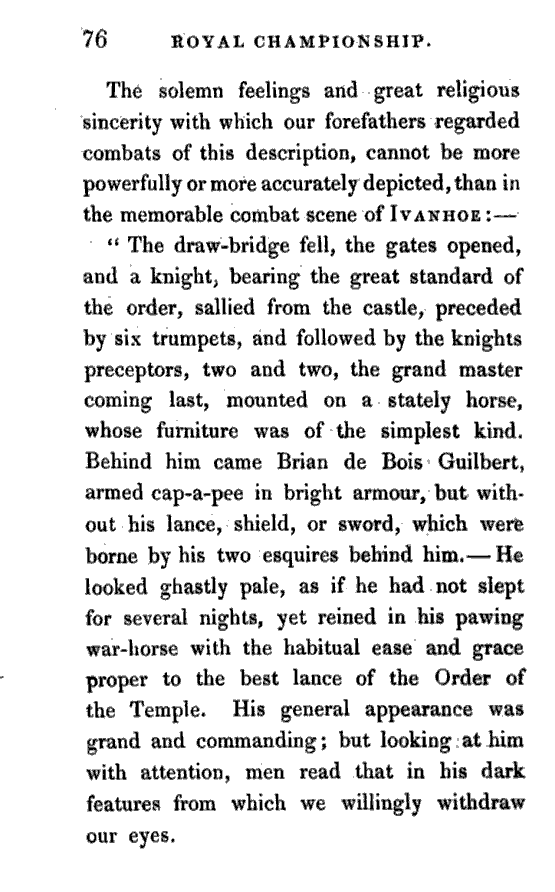 76 ROYAL CHAMPIONSHIP.
The solemn feelings and great religious
sincerity with which our forefathers regarded
combats of this description, cannot be more
powerfully or more accurately depicted, than in
the memorable combat scene of IVANHOE:—
“ The draw-bridge fell, the gates opened,
and a knight, bearing the great standard of
the order, sallied from the castle, preceded
by six trumpets, and followed by the knights
preceptors, two and two, the grand master
coming last, mounted on a stately horse,
whose furniture was of the simplest kind.
Behind him came Brian de Bois Guilbert,
armed cap-a-pee in bright armour, but with-
out his lance, shield, or sword, which were
borne by his two esquires behind him.—He
looked ghastly pale, as if he had not slept
for several nights, yet reined in his pawing
war-horse with the habitual ease and grace
proper to the best lance of the Order of
the Temple. His general appearance was
grand and commanding; but looking at him
with attention, men read that in his dark
features from which we willingly withdraw
our eyes.